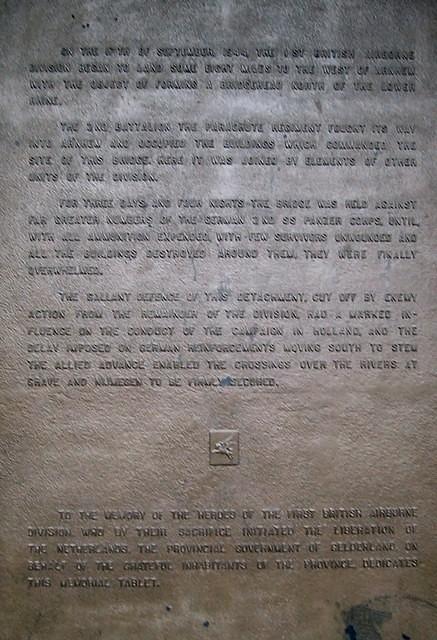 ON THE 17TH OF SEPTEMBER, 1944, THE 1ST BRITISH AIRBORNE
DIVISION BEGAN TO LAND SOME EIGHT MILES TO THE WEST OF ARNHEM
WITH THE OBJECT OF FORMING A BRIDGEHEAD NORTH OF THE LOWER
RHINE.
THE 2ND. BATTALION THE PARACHUTE REGIMENT FOUGHT ITS WAY
INTO ARNHEM AND OCCUPIED THE BUILDINGS WHICH COMMANDED THE
SITE OF THIS BRIDGE. HERE IT WAS JOINED BY ELEMENTS OF OTHER
UNITS OF THE DIVISION.
FOR THREE DAYS AND FOUR NIGHTS THE BRIDGE WAS HELD AGAINST
FAR GREATER NUMBERS OF THE GERMAN 2ND SS PANZER CORPS, UNTIL,
WITH ALL AMMUNITION EXPENDED, WITH FEW SURVIVORS UNWOUNDED AND
ALL THE BUILDINGS DESTROYED AROUND THEM, THEY WERE FINALLY
OVERWHELMED.
THE GALLANT DEFENCE OF THIS DETACHMENT, CUT OFF BY ENEMY
ACTION FROM THE REMAINDER OF THE DIVISION, HAD A MARKED IN-
FLUENCE ON THE CONDUCT OF THE CAMPAIGN IN HOLLAND, AND THE
DELAY IMPOSED ON GERMAN REINFORCEMENTS MOVING SOUTH TO STEM
THE ALLIED ADVANCE ENABLED THE CROSSINGS OVER THE RIVERS AT
GRAVE AND NIJMEGEN TO BE FIRMLY SECURED.
TO THE MEMORY OF THE HEROES OF THE FIRST BRITISH AIRBORNE
DIVISION, WHO BY THEIR SACRIFICE INITIATED THE LIBERATION OF
THE NETHERLANDS, THE PROVINCIAL GOVERNMENT OF GELDERLAND, ON
BEHALF OF THE GRATEFUL INHABITANTS OF THE PROVINCE, DEDICATES
THIS MEMORIAL TABLET.